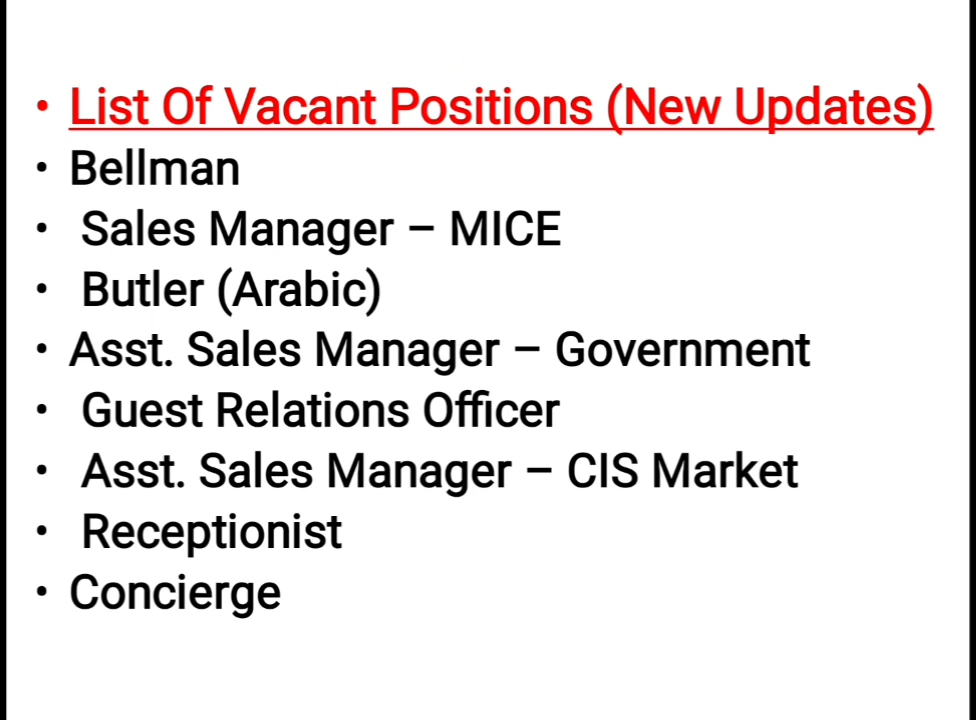 • List Of Vacant Positions (New Updates)
• Bellman
• Sales Manager – MICE
• Butler (Arabic)
• Asst. Sales Manager – Government
• Guest Relations Officer
• Asst. Sales Manager – CIS Market
• Receptionist
• Concierge